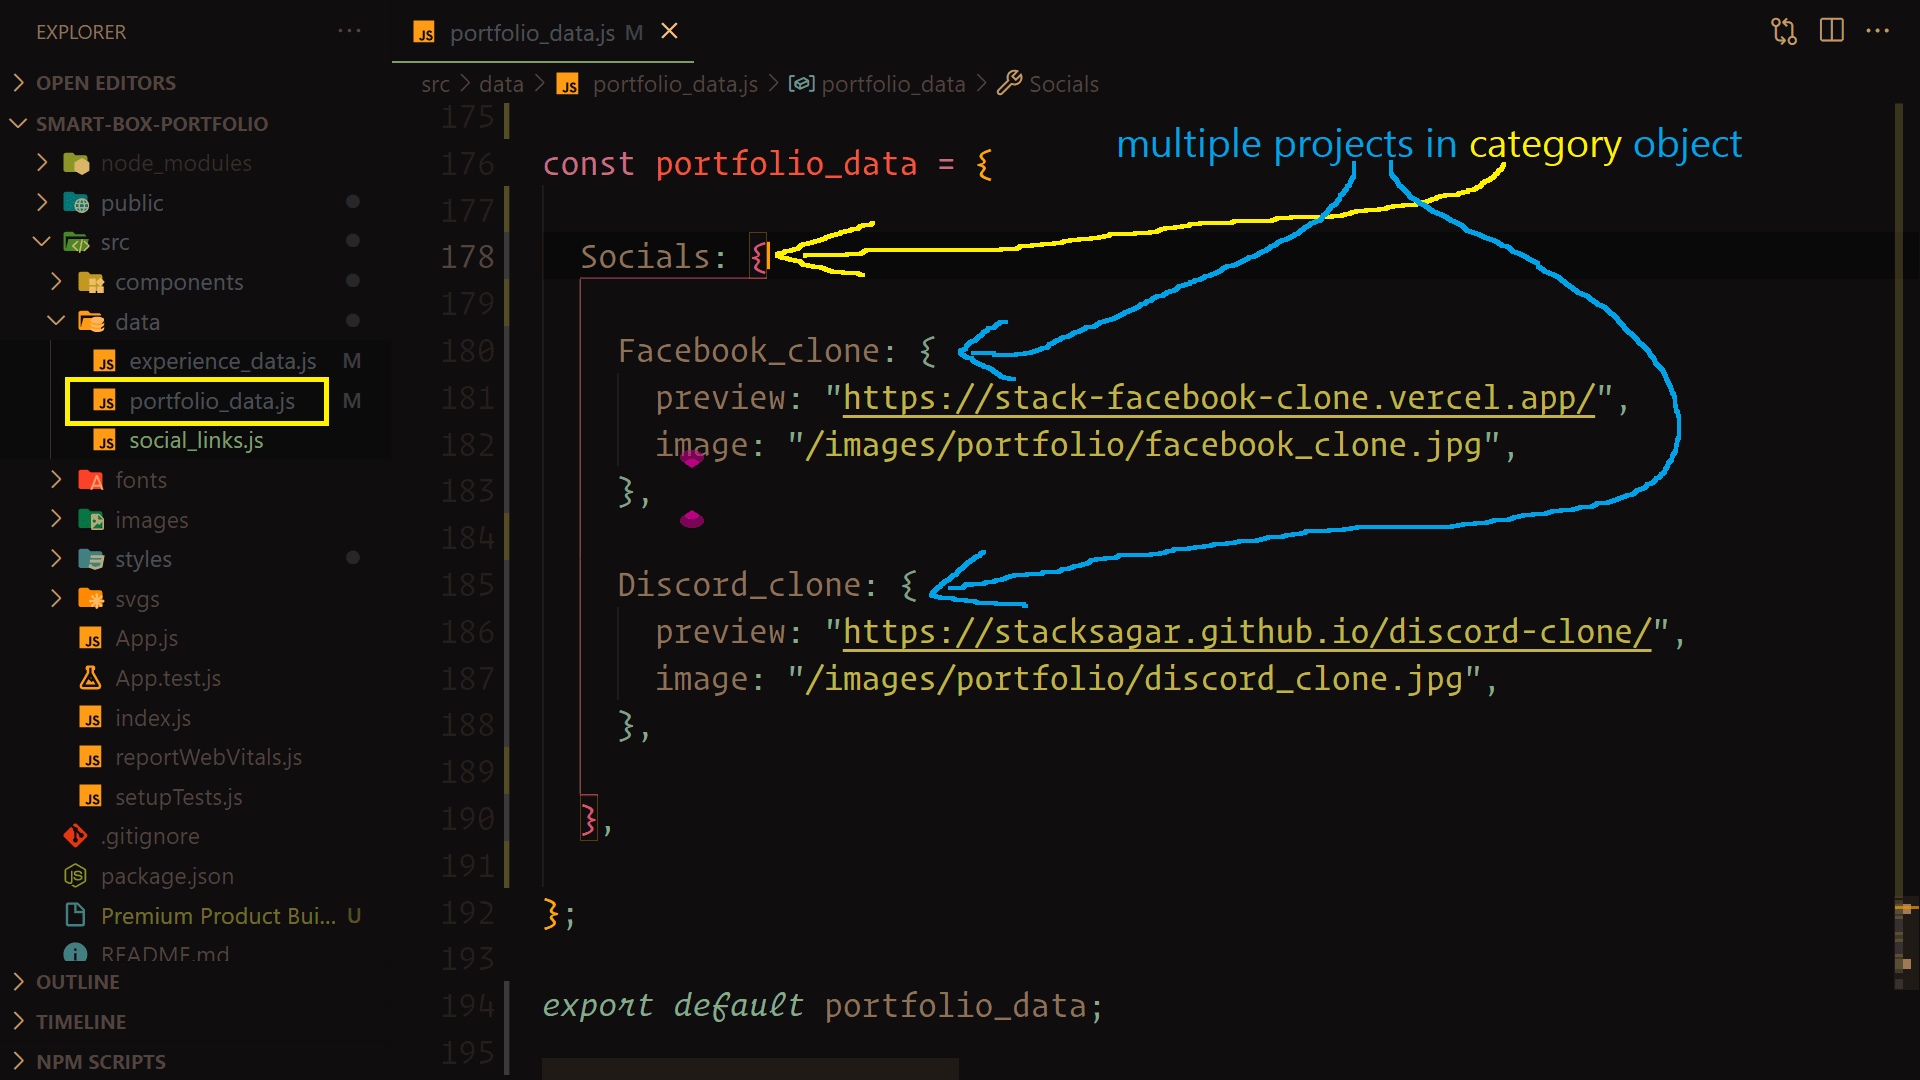 EXPLORER
OPEN EDITORS
SMART-BOX-PORTFOLIO
node_modules
public
src
components
data
experience_data.js M
portfolio_data.js M
social_links.js
fonts
images
styles
svgs
App.js
App.test.js
index.js
reportWebVitals.js
setupTests.js
.gitignore
package.json
Premium Product Bui... U
README.md
OUTLINE
TIMELINE
NPM SCRIPTS
JS portfolio_data.js M
src > data > JS portfolio_data.js > portfolio_data > Socials
multiple projects in category object
175
176 const portfolio_data = {
177
178 Socials: {
179
180 Facebook_clone: {
181 preview: "https://stack-facebook-clone.vercel.app/",
182 image: "/images/portfolio/facebook_clone.jpg",
183 },
184
185 Discord_clone: {
186 preview: "https://stacksagar.github.io/discord-clone/",
187 image: "/images/portfolio/discord_clone.jpg",
188 },
189
190 },
191
192 };
193
194 export default portfolio_data;
195